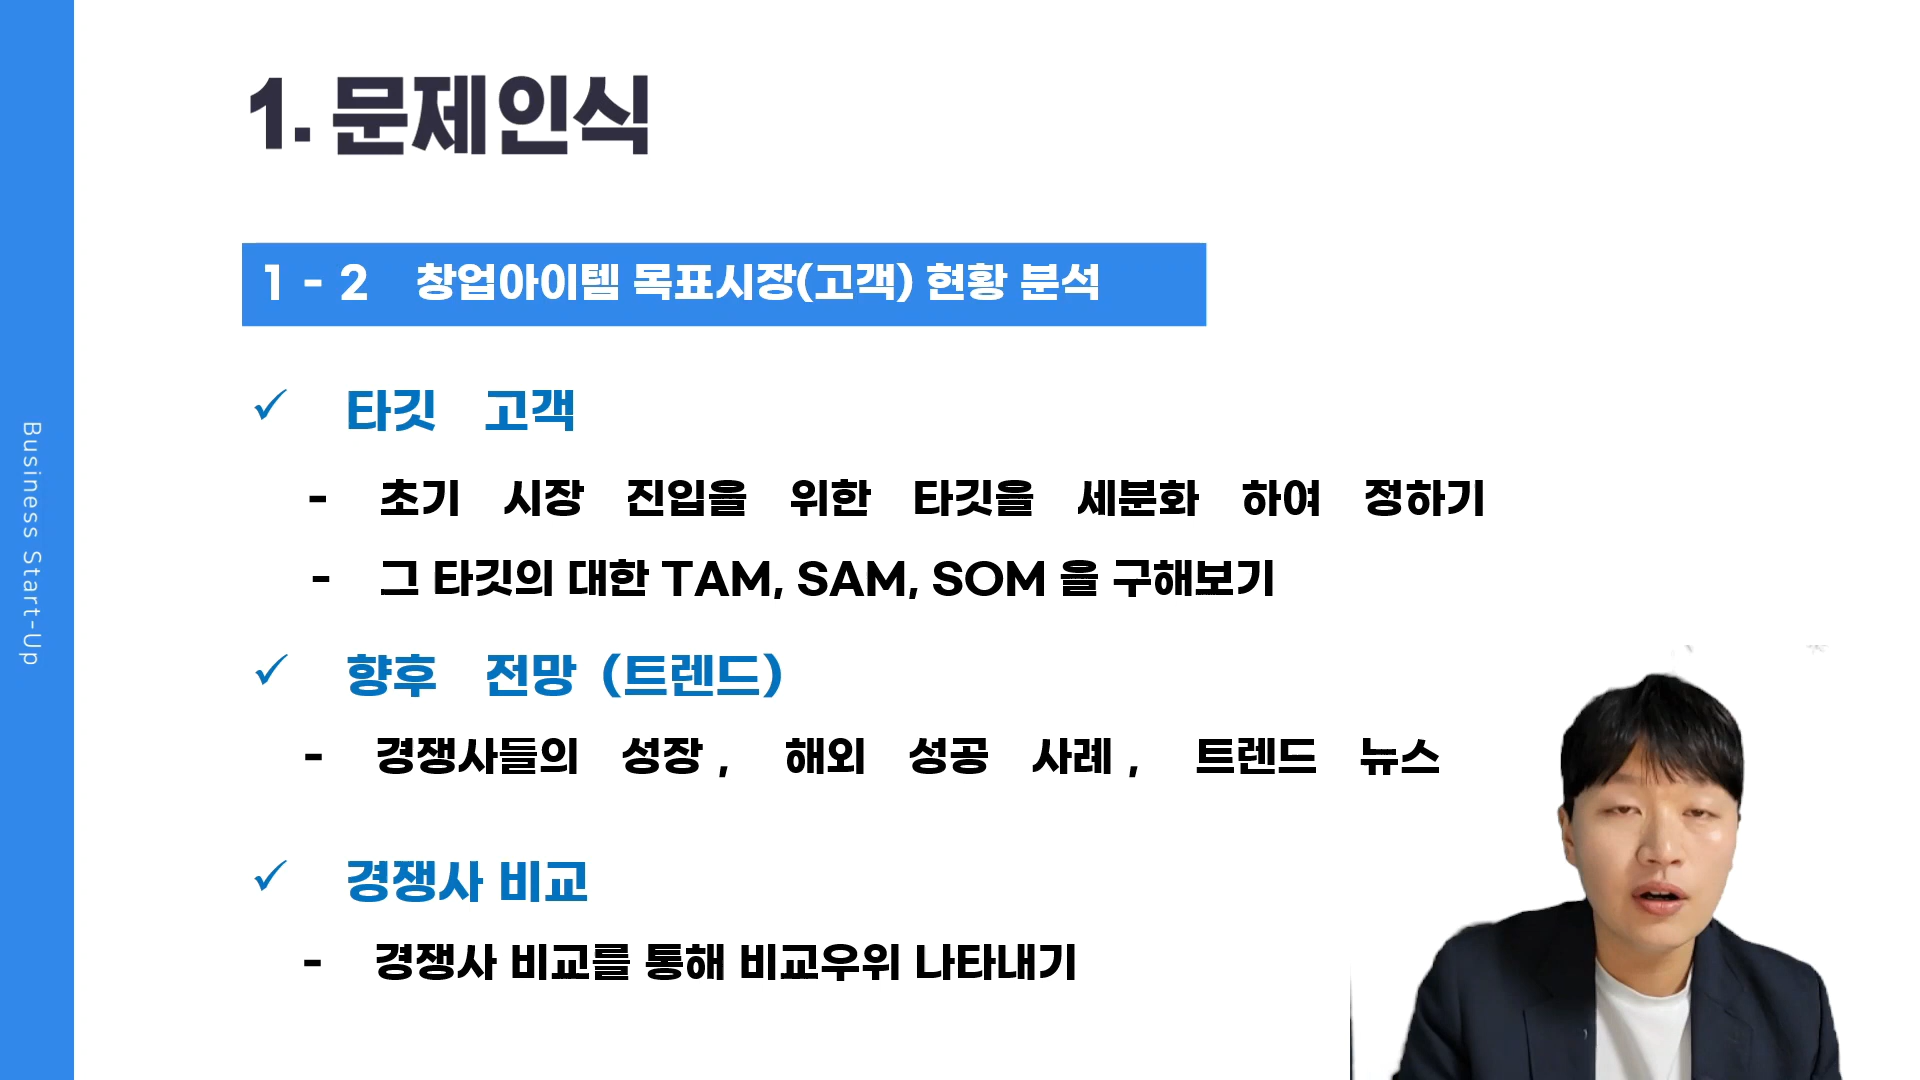 1. 문제인식
1 - 2 창업아이템 목표시장(고객) 현황 분석
✓ 타깃 고객
- 초기 시장 진입을 위한 타깃을 세분화 하여 정하기
- 그 타깃의 대한 TAM, SAM, SOM 을 구해보기
✓ 향후 전망 (트렌드)
- 경쟁사들의 성장 , 해외 성공 사례 , 트렌드 뉴스
✓ 경쟁사 비교
- 경쟁사 비교를 통해 비교우위 나타내기
Business Start-Up